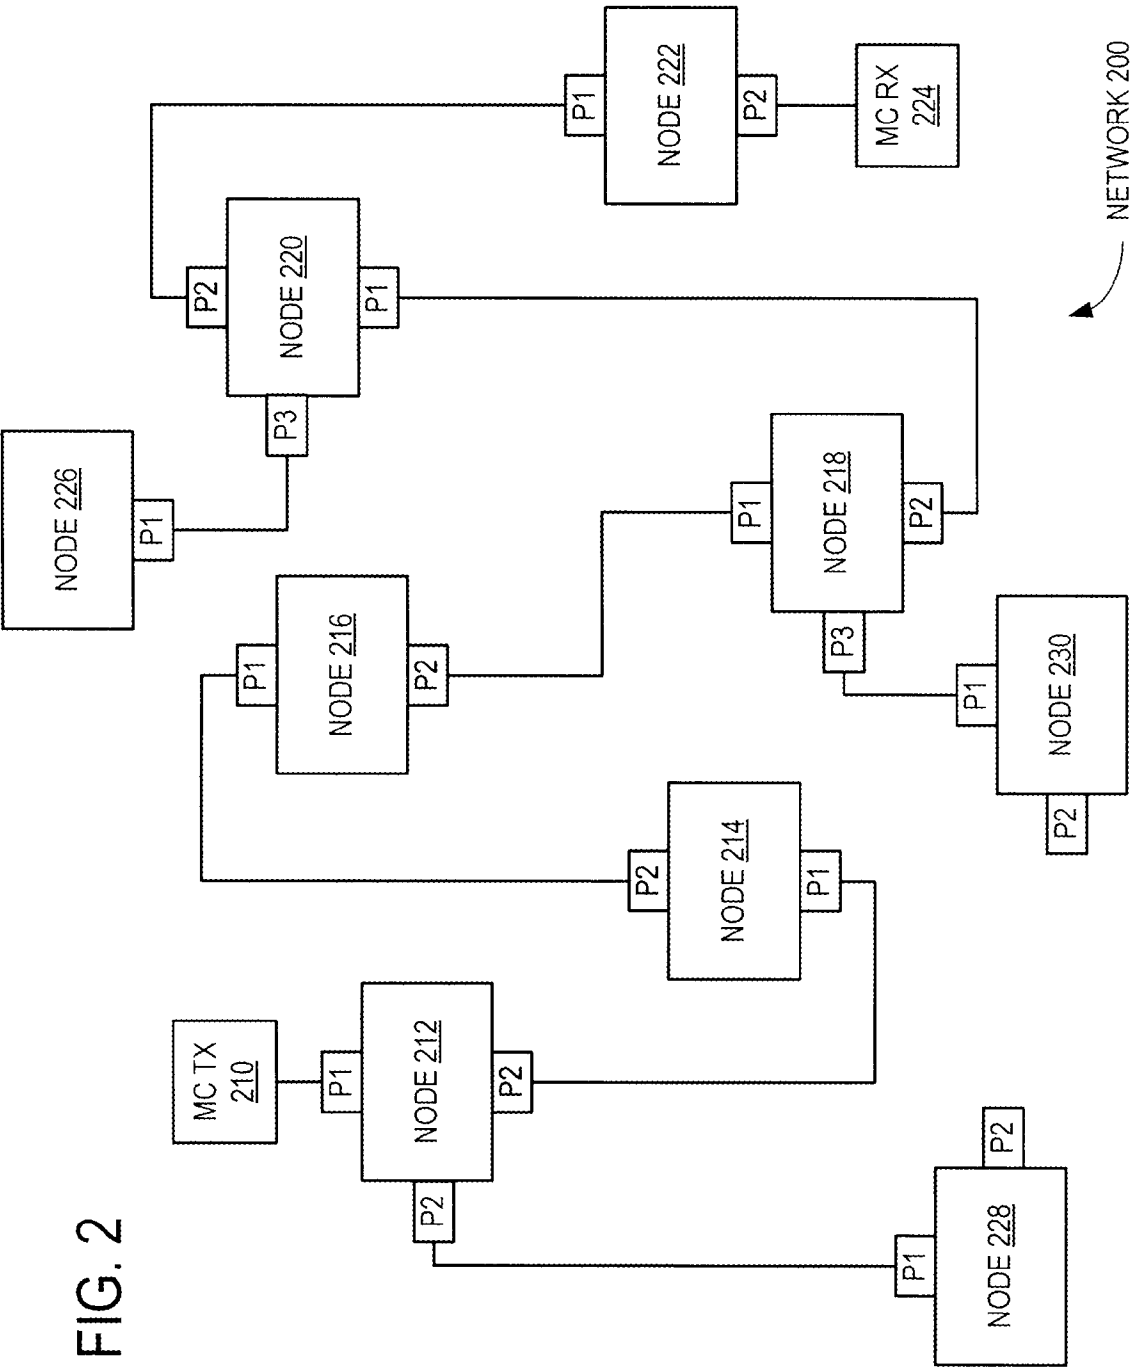 FIG. 2
MC TX
210
P1
NODE 212
P2
P2
P1
NODE 228
P2
P2
NODE 214
P1
P1
NODE 216
P2
P1
NODE 218
P3
P2
P1
NODE 230
P2
NODE 226
P1
P2
NODE 220
P3
P1
P1
NODE 222
P2
MC RX
224
NETWORK 200